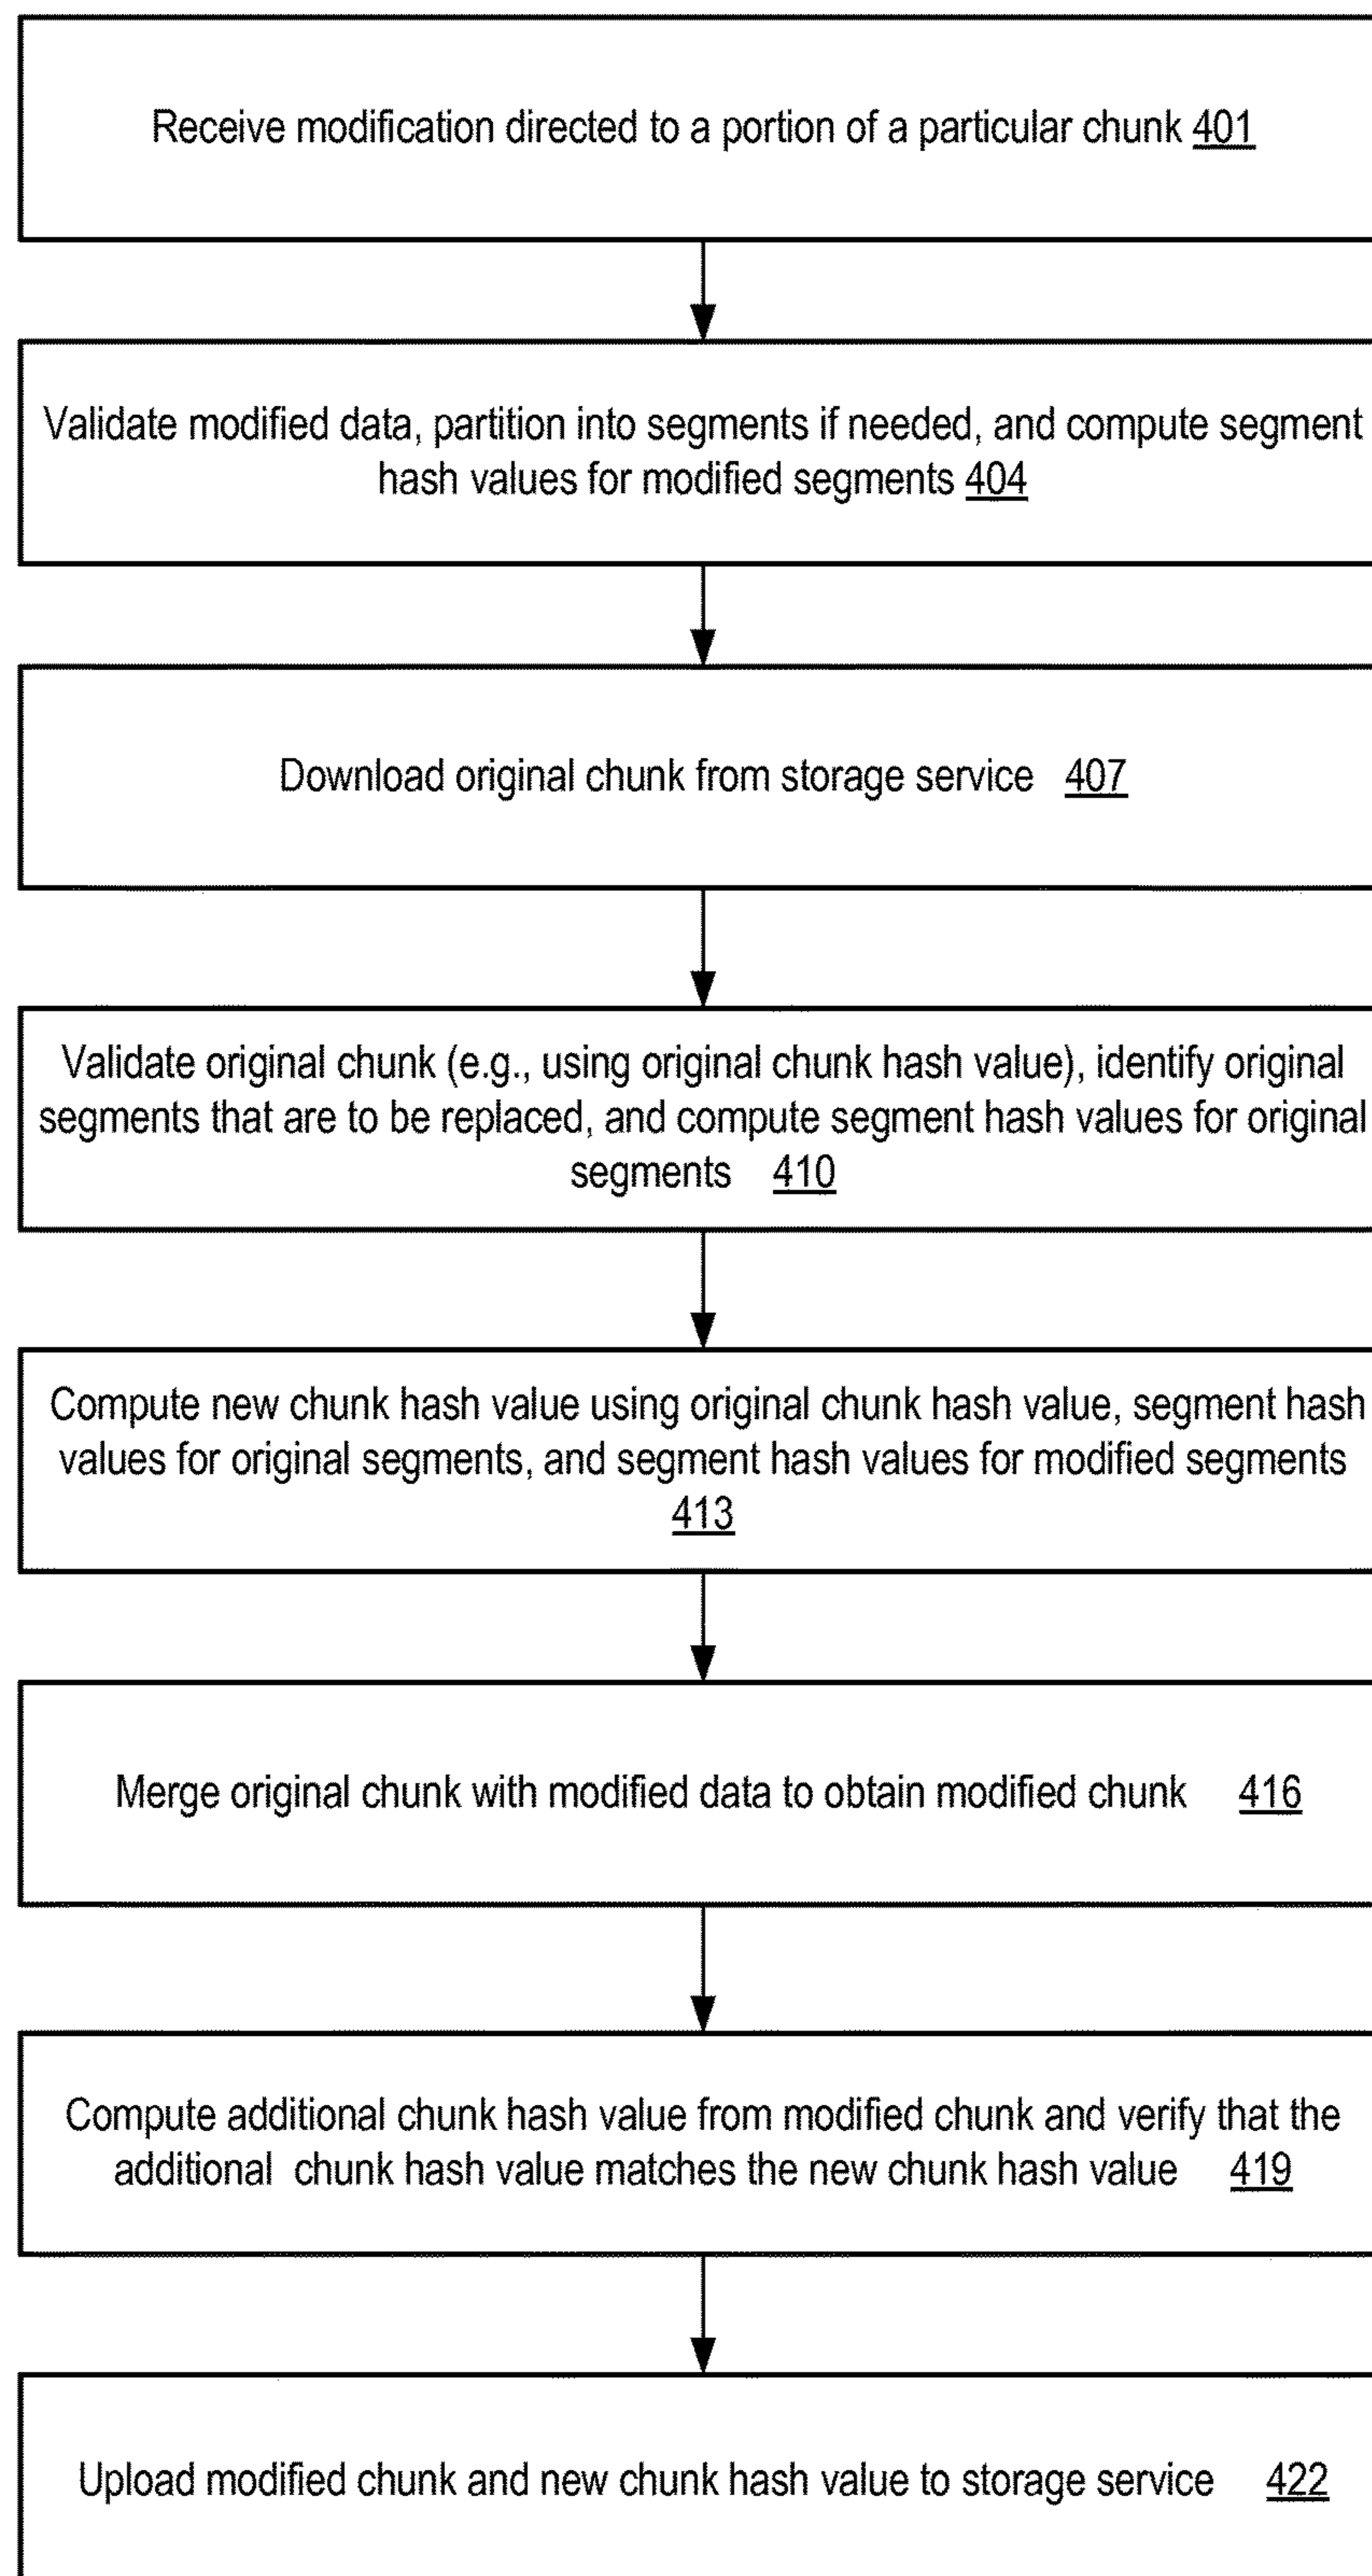 Receive modification directed to a portion of a particular chunk 401
Validate modified data, partition into segments if needed, and compute segment
hash values for modified segments 404
Download original chunk from storage service 407
Validate original chunk (e.g., using original chunk hash value), identify original
segments that are to be replaced, and compute segment hash values for original
segments 410
Compute new chunk hash value using original chunk hash value, segment hash
values for original segments, and segment hash values for modified segments
413
Merge original chunk with modified data to obtain modified chunk 416
Compute additional chunk hash value from modified chunk and verify that the
additional chunk hash value matches the new chunk hash value 419
Upload modified chunk and new chunk hash value to storage service 422